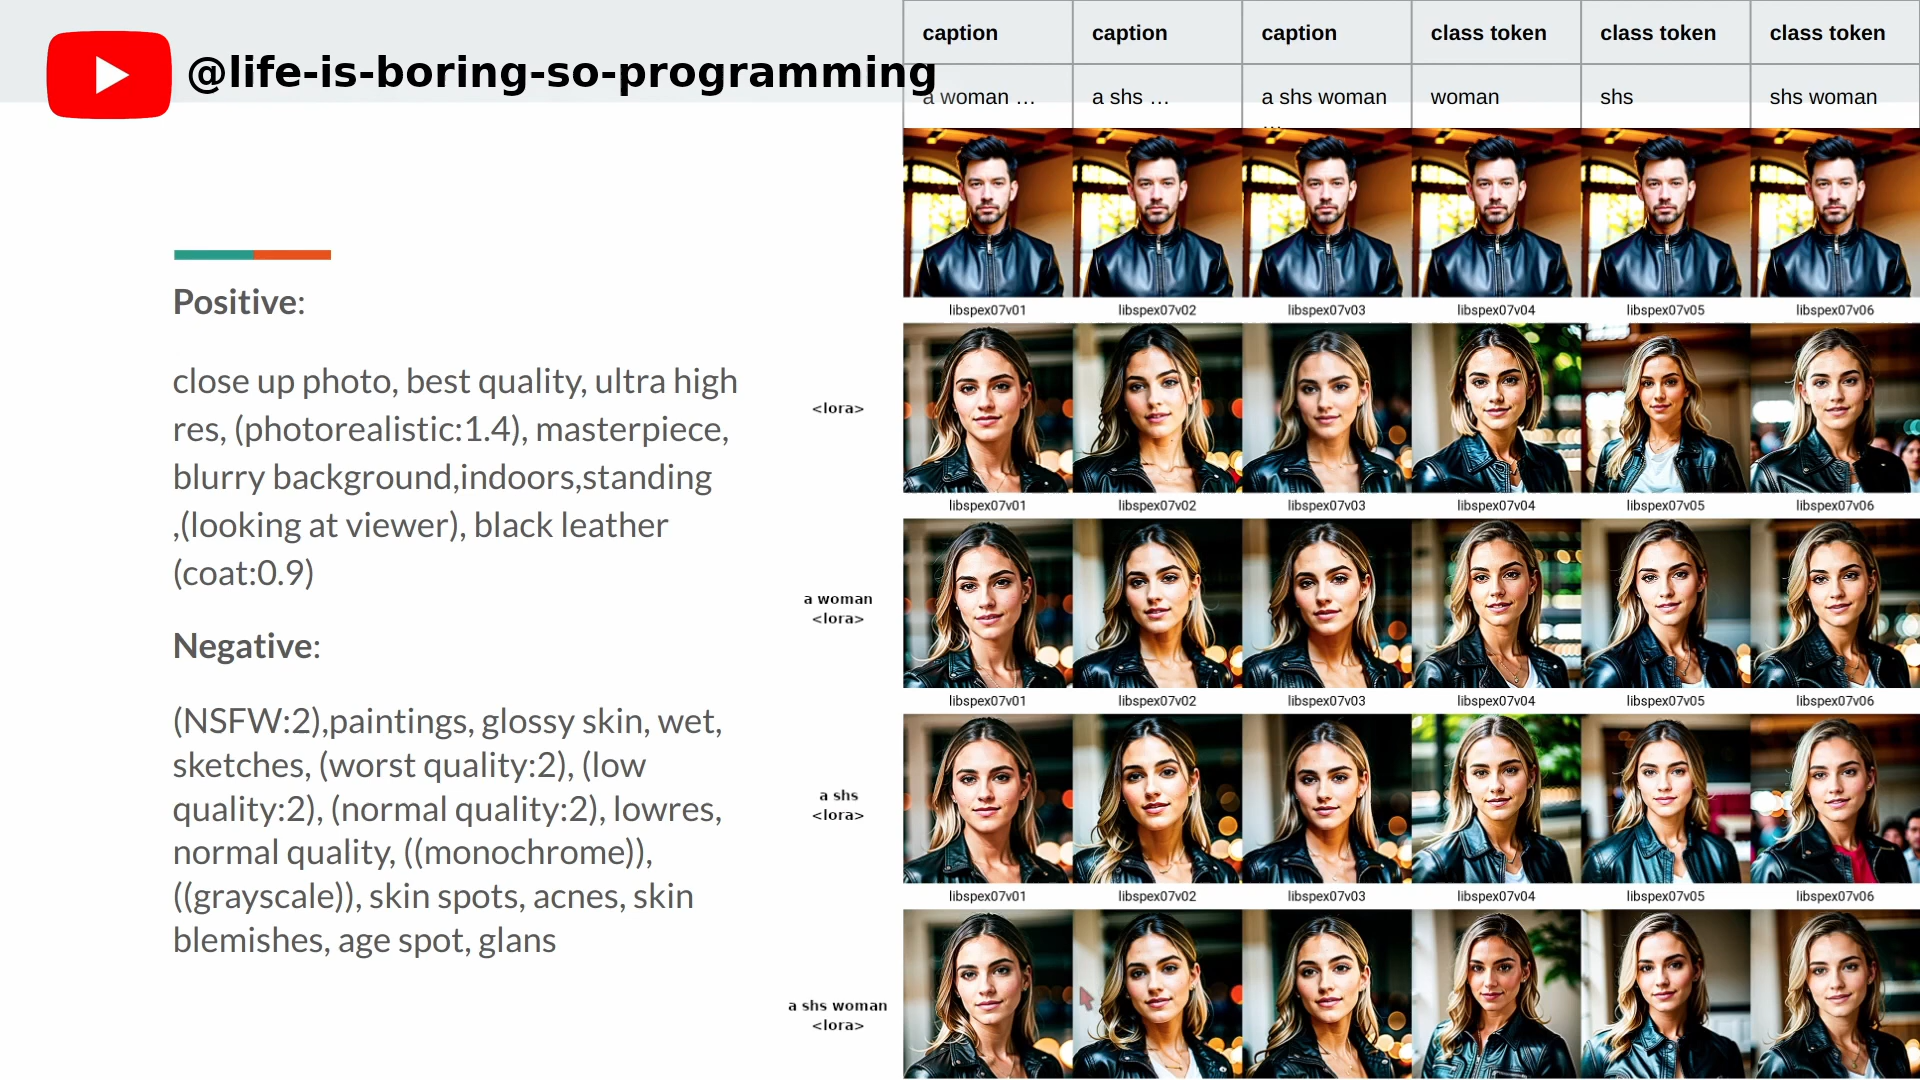 @life-is-boring-so-programming
caption caption caption class token class token class token
a woman … a shs … a shs woman … woman shs shs woman
Positive:
close up photo, best quality, ultra high
res, (photorealistic:1.4), masterpiece,
blurry background,indoors,standing
,(looking at viewer), black leather
(coat:0.9)
Negative:
(NSFW:2),paintings, glossy skin, wet,
sketches, (worst quality:2), (low
quality:2), (normal quality:2), lowres,
normal quality, ((monochrome)),
((grayscale)), skin spots, acnes, skin
blemishes, age spot, glans
libspex07v01 libspex07v02 libspex07v03 libspex07v04 libspex07v05 libspex07v06
<lora>
libspex07v01 libspex07v02 libspex07v03 libspex07v04 libspex07v05 libspex07v06
a woman
<lora>
libspex07v01 libspex07v02 libspex07v03 libspex07v04 libspex07v05 libspex07v06
a shs
<lora>
libspex07v01 libspex07v02 libspex07v03 libspex07v04 libspex07v05 libspex07v06
a shs woman
<lora>